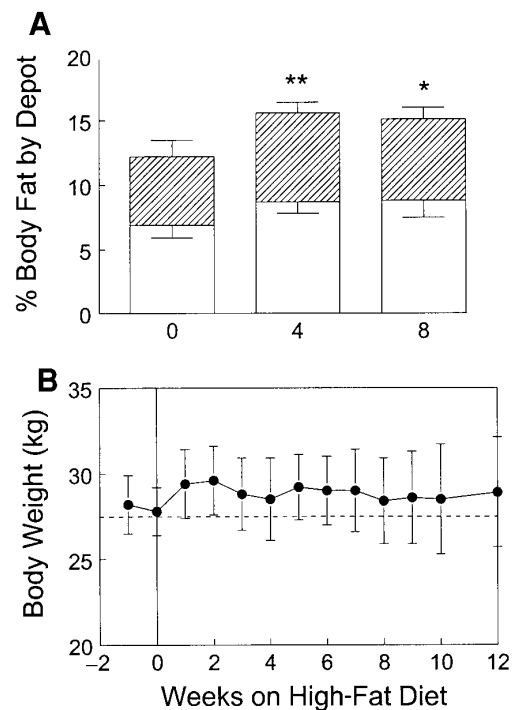 A
% Body Fat by Depot
20
15
10
5
0
**
*
0 4 8
B
Body Weight (kg)
35
30
25
20
−2 0 2 4 6 8 10 12
Weeks on High-Fat Diet